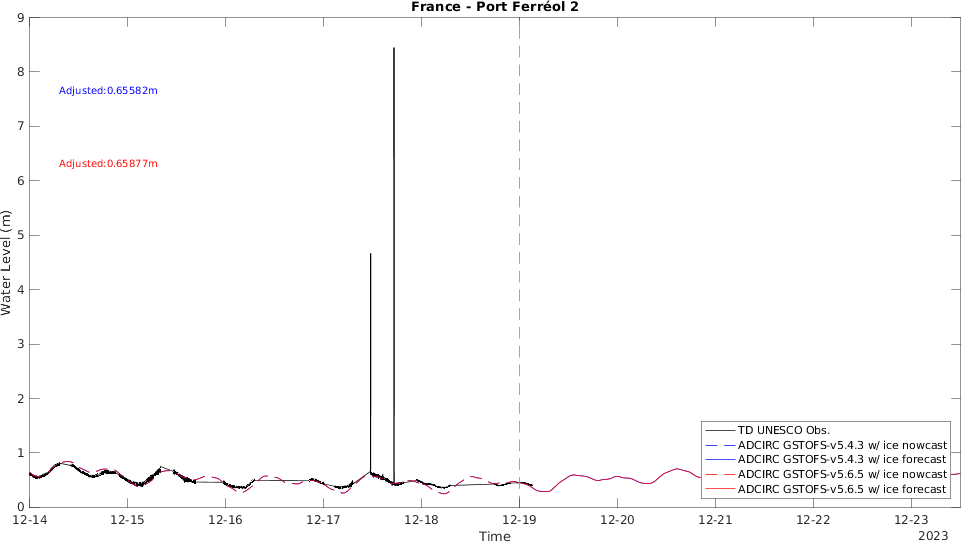 France - Port Ferréol 2
9
8
7
6
5
4
3
2
1
0
Water Level (m)
Adjusted:0.65582m
Adjusted:0.65877m
TD UNESCO Obs.
ADCIRC GSTOFS-v5.4.3 w/ ice nowcast
ADCIRC GSTOFS-v5.4.3 w/ ice forecast
ADCIRC GSTOFS-v5.6.5 w/ ice nowcast
ADCIRC GSTOFS-v5.6.5 w/ ice forecast
12-14 12-15 12-16 12-17 12-18 12-19 12-20 12-21 12-22 12-23
Time
2023